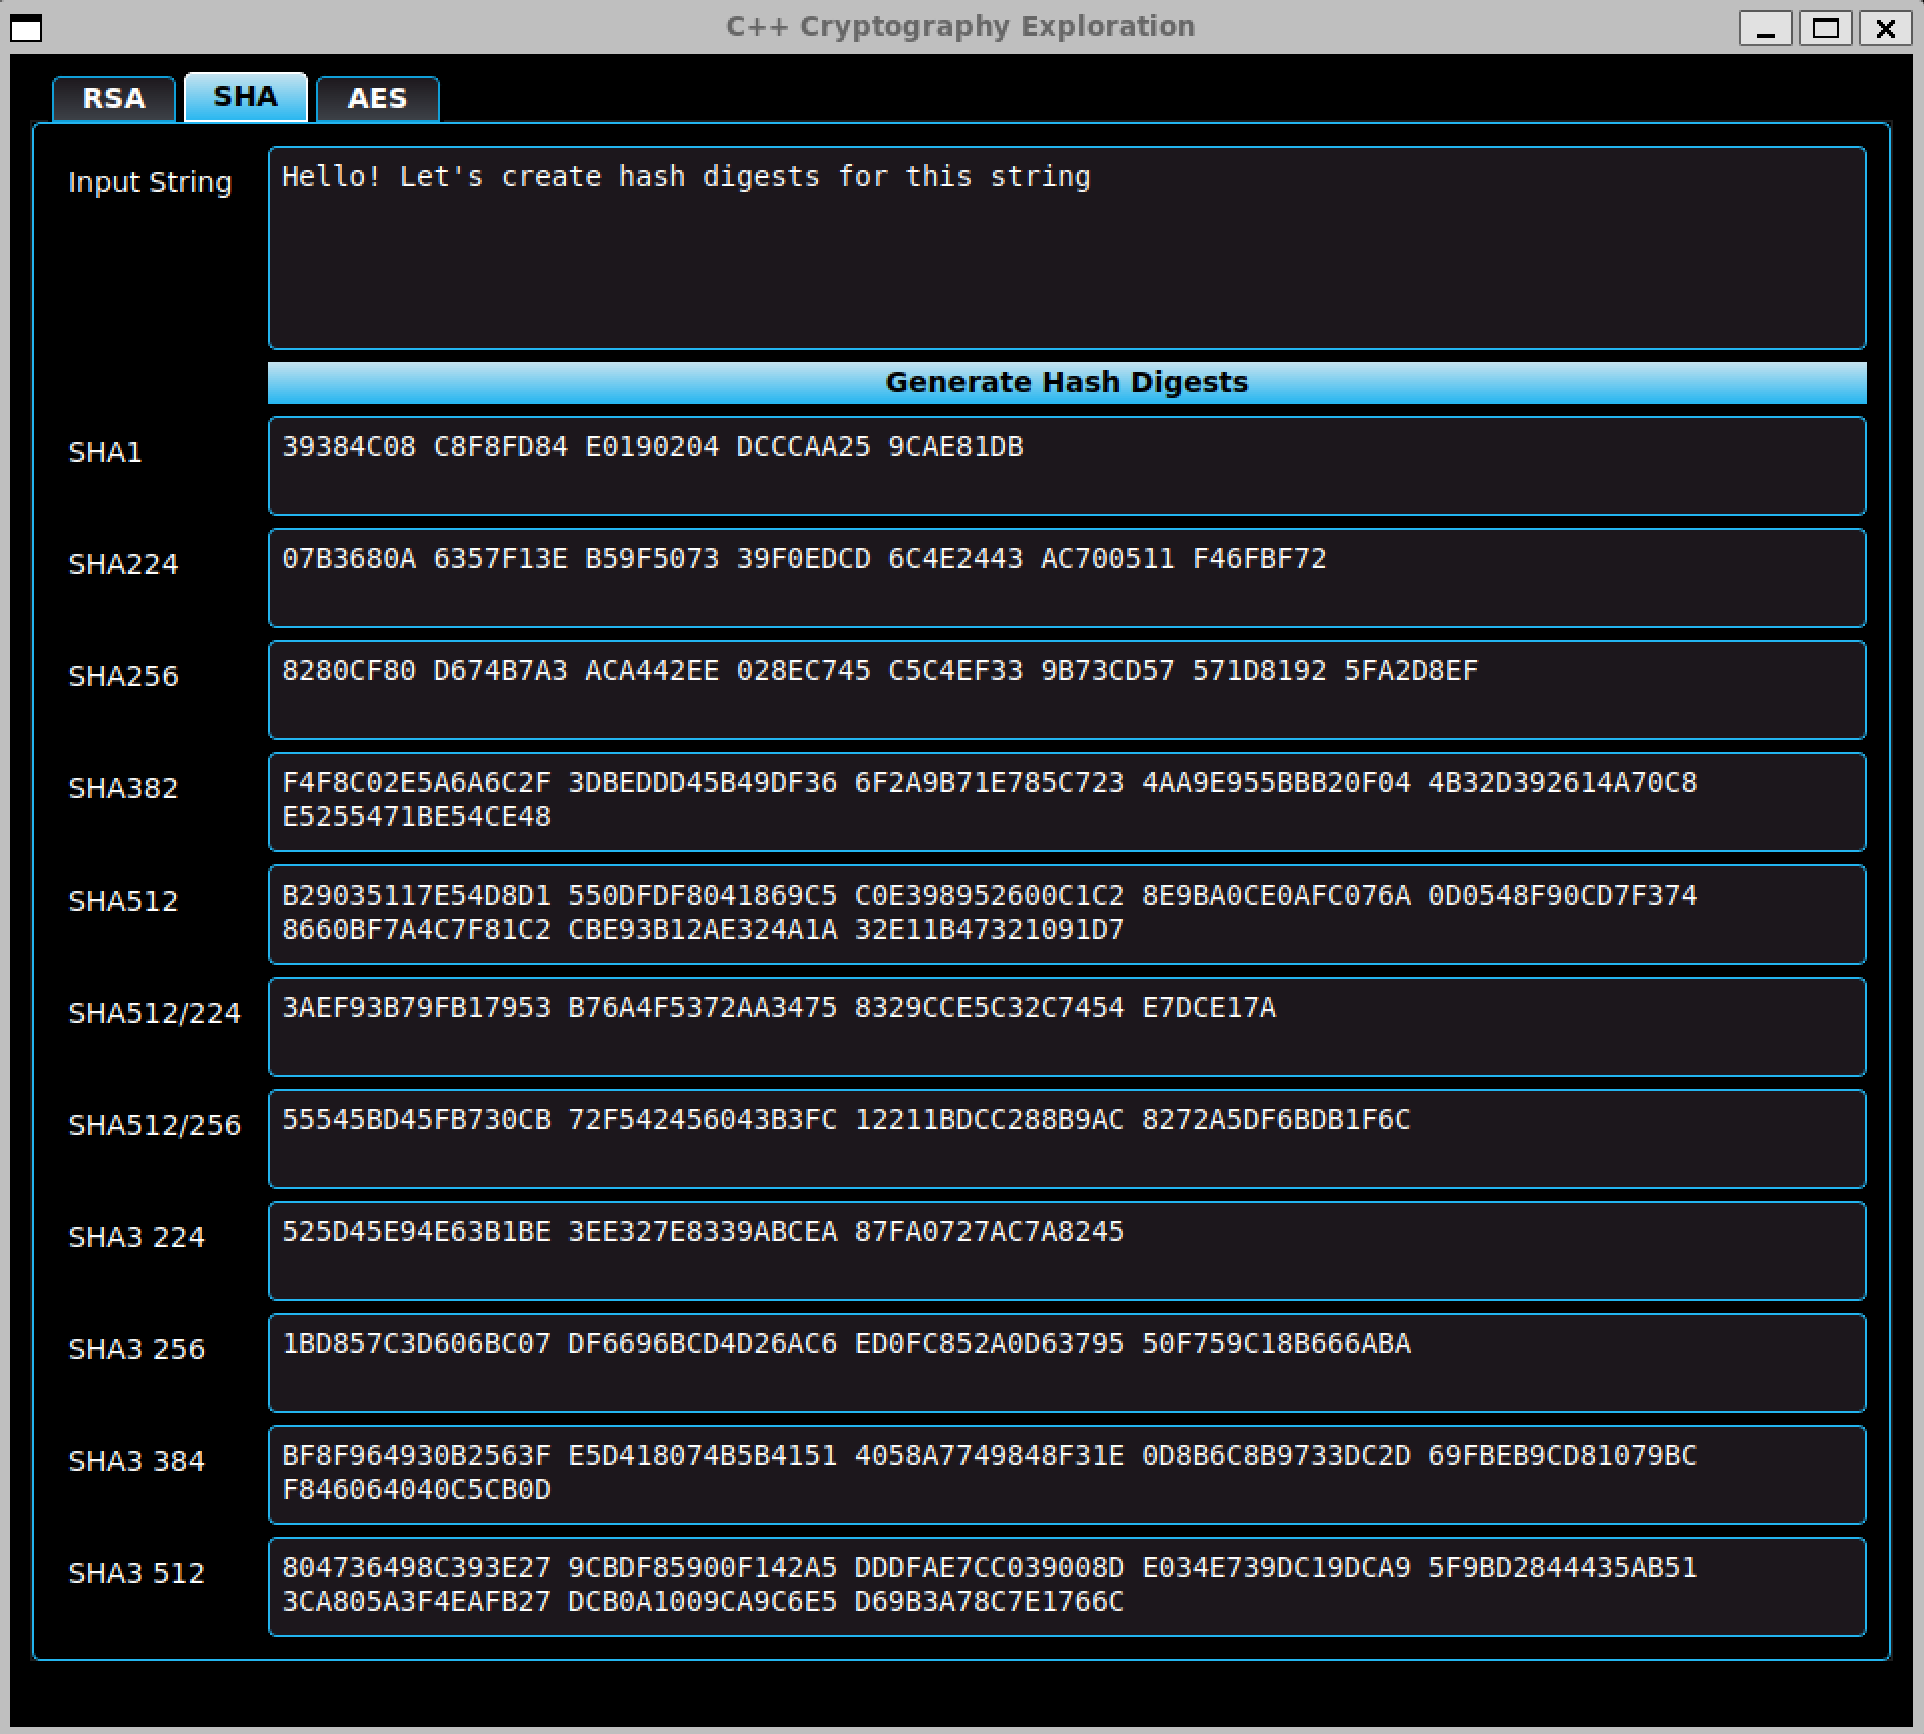 C++ Cryptography Exploration
RSA
SHA
AES
Input String
Hello! Let's create hash digests for this string
Generate Hash Digests
SHA1
39384C08 C8F8FD84 E0190204 DCCCAA25 9CAE81DB
SHA224
07B3680A 6357F13E B59F5073 39F0EDCD 6C4E2443 AC700511 F46FBF72
SHA256
8280CF80 D674B7A3 ACA442EE 028EC745 C5C4EF33 9B73CD57 571D8192 5FA2D8EF
SHA382
F4F8C02E5A6A6C2F 3DBEDDD45B49DF36 6F2A9B71E785C723 4AA9E955BBB20F04 4B32D392614A70C8
E5255471BE54CE48
SHA512
B29035117E54D8D1 550DFDF8041869C5 C0E398952600C1C2 8E9BA0CE0AFC076A 0D0548F90CD7F374
8660BF7A4C7F81C2 CBE93B12AE324A1A 32E11B47321091D7
SHA512/224
3AEF93B79FB17953 B76A4F5372AA3475 8329CCE5C32C7454 E7DCE17A
SHA512/256
55545BD45FB730CB 72F542456043B3FC 12211BDCC288B9AC 8272A5DF6BDB1F6C
SHA3 224
525D45E94E63B1BE 3EE327E8339ABCEA 87FA0727AC7A8245
SHA3 256
1BD857C3D606BC07 DF6696BCD4D26AC6 ED0FC852A0D63795 50F759C18B666ABA
SHA3 384
BF8F964930B2563F E5D418074B5B4151 4058A7749848F31E 0D8B6C8B9733DC2D 69FBEB9CD81079BC
F846064040C5CB0D
SHA3 512
804736498C393E27 9CBDF85900F142A5 DDDFAE7CC039008D E034E739DC19DCA9 5F9BD2844435AB51
3CA805A3F4EAFB27 DCB0A1009CA9C6E5 D69B3A78C7E1766C